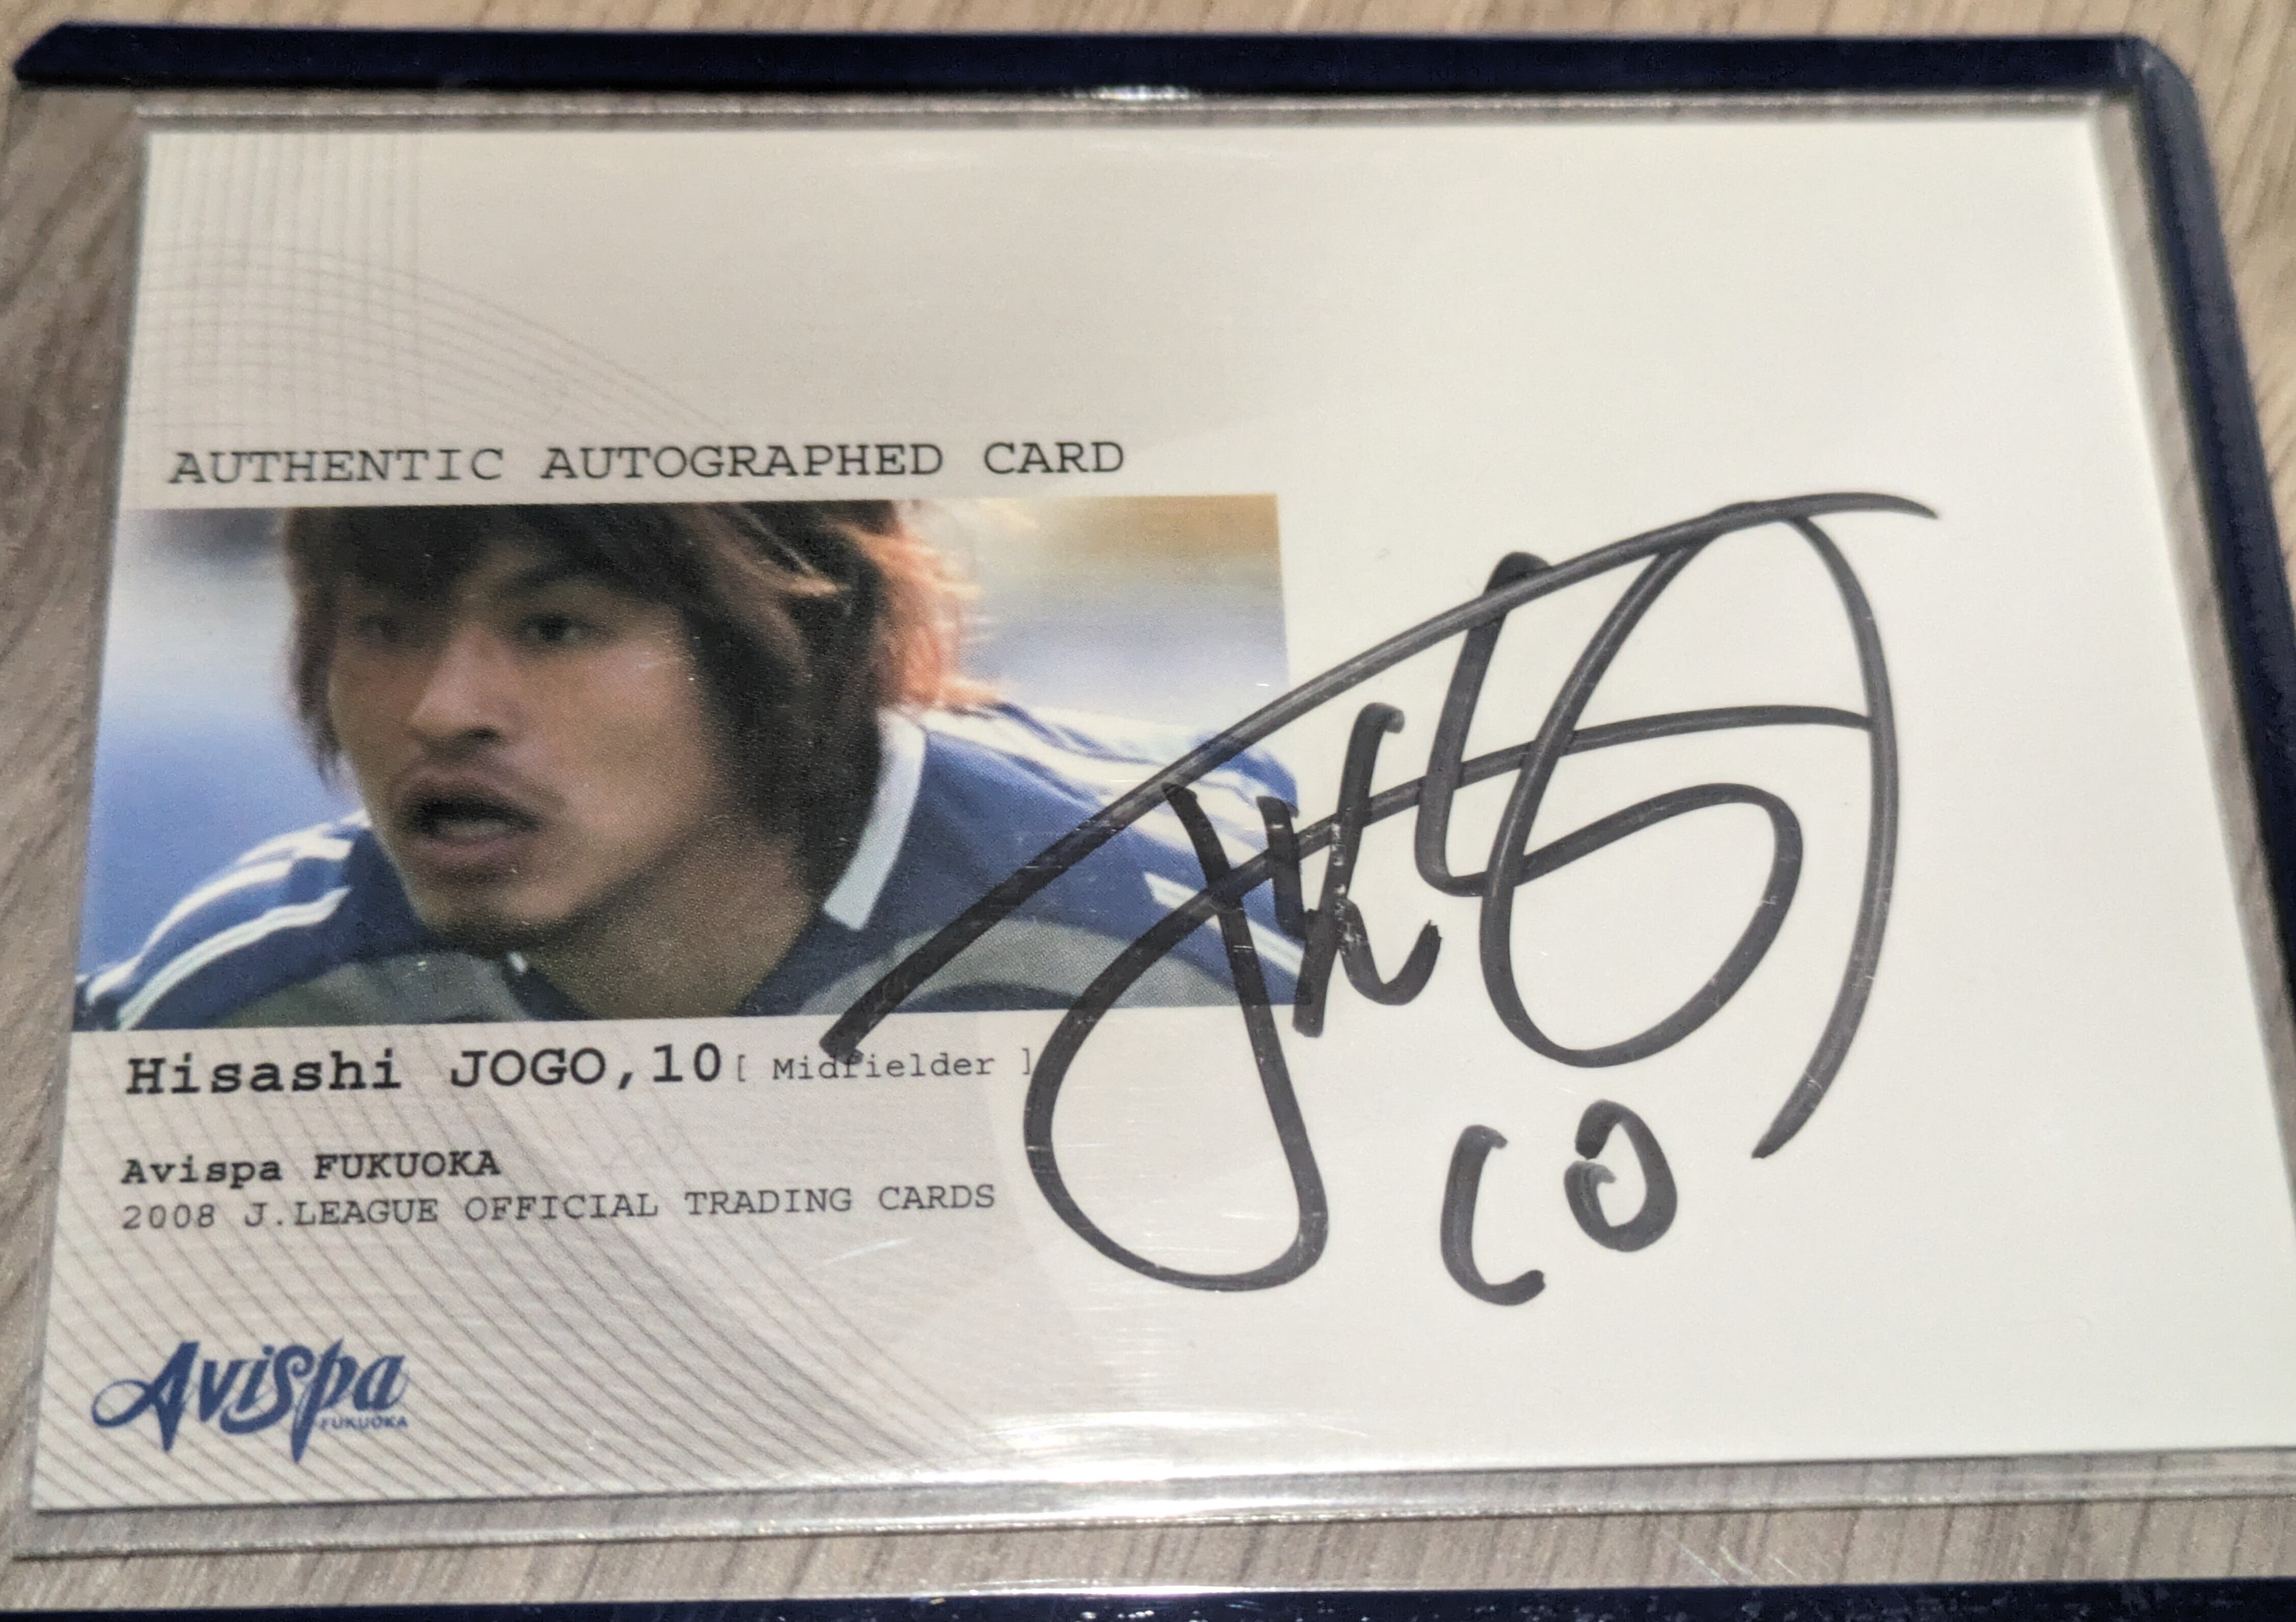 AUTHENTIC AUTOGRAPHED CARD
Hisashi JOGO,10 [ Midfielder ]
10
Avispa FUKUOKA
2008 J.LEAGUE OFFICIAL TRADING CARDS
Avispa
FUKUOKA